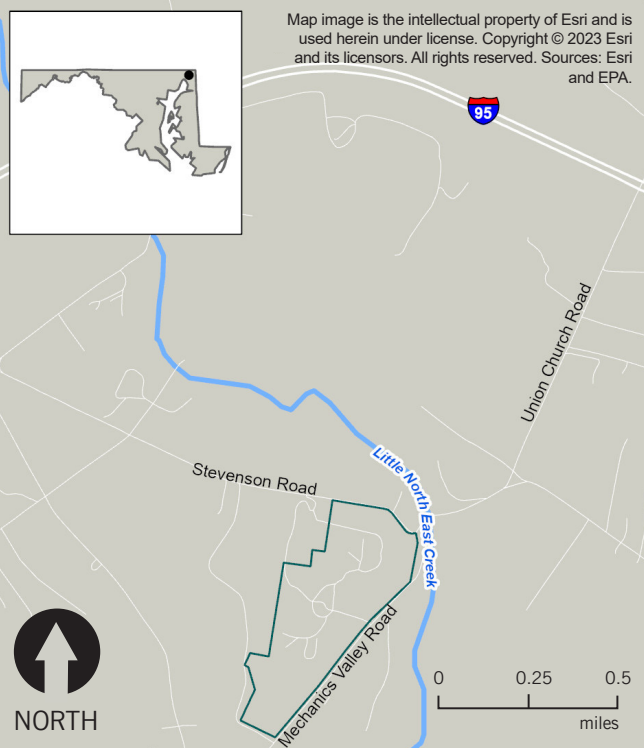 Map image is the intellectual property of Esri and is
used herein under license. Copyright © 2023 Esri
and its licensors. All rights reserved. Sources: Esri
and EPA.
95
Union Church Road
Stevenson Road
Little North East Creek
Mechanics Valley Road
NORTH
0 0.25 0.5
miles